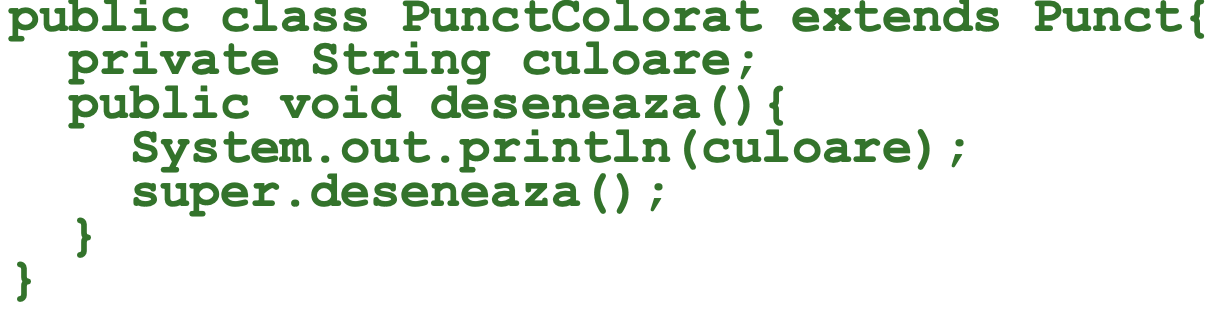 public class PunctColorat extends Punct{
private String culoare;
public void deseneaza(){
System.out.println(culoare);
super.deseneaza();
}
}